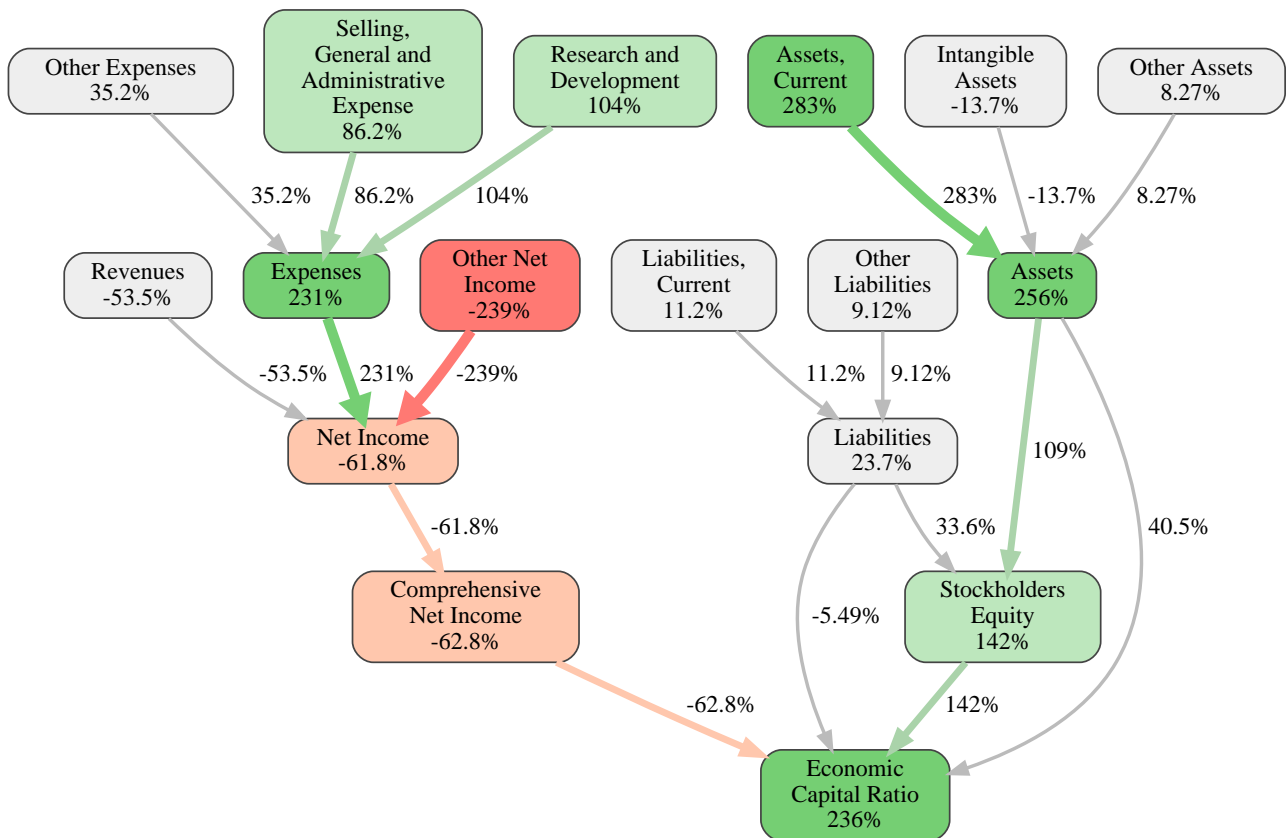 Other Expenses
35.2%
Selling,
General and
Administrative
Expense
86.2%
Research and
Development
104%
Assets,
Current
283%
Intangible
Assets
-13.7%
Other Assets
8.27%
35.2%
86.2%
104%
283%
-13.7%
8.27%
Revenues
-53.5%
Expenses
231%
Other Net
Income
-239%
Liabilities,
Current
11.2%
Other
Liabilities
9.12%
Assets
256%
-53.5%
231%
-239%
11.2%
9.12%
Net Income
-61.8%
Liabilities
23.7%
109%
-61.8%
33.6%
40.5%
Comprehensive
Net Income
-62.8%
-5.49%
Stockholders
Equity
142%
-62.8%
142%
Economic
Capital Ratio
236%